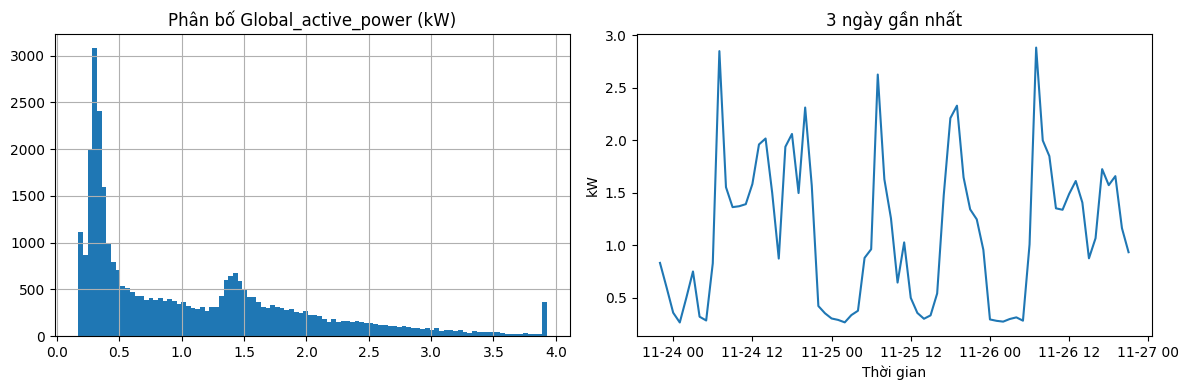 Phân bố Global_active_power (kW)
3000
2500
2000
1500
1000
500
0
0.0 0.5 1.0 1.5 2.0 2.5 3.0 3.5 4.0
3 ngày gần nhất
kW
3.0
2.5
2.0
1.5
1.0
0.5
11-24 00 11-24 12 11-25 00 11-25 12 11-26 00 11-26 12 11-27 00
Thời gian